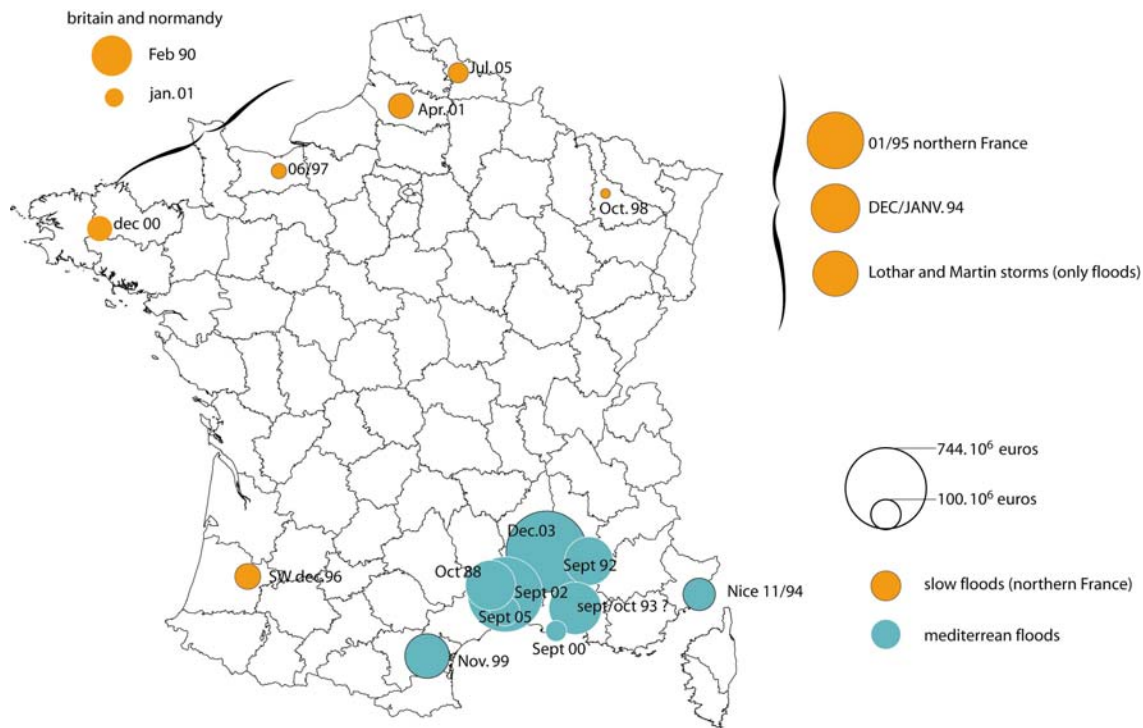 britain and normandy
Feb 90
jan. 01
Jul. 05
Apr. 01
06/97
dec 00
Oct. 98
01/95 northern France
DEC/JANV. 94
Lothar and Martin storms (only floods)
744. 10⁶ euros
100. 10⁶ euros
Dec.03
Sept 92
SW dec.96
Oct 88
Sept 02
sept/oct 93 ?
Nice 11/94
Sept 05
Sept 00
Nov. 99
slow floods (northern France)
mediterrean floods